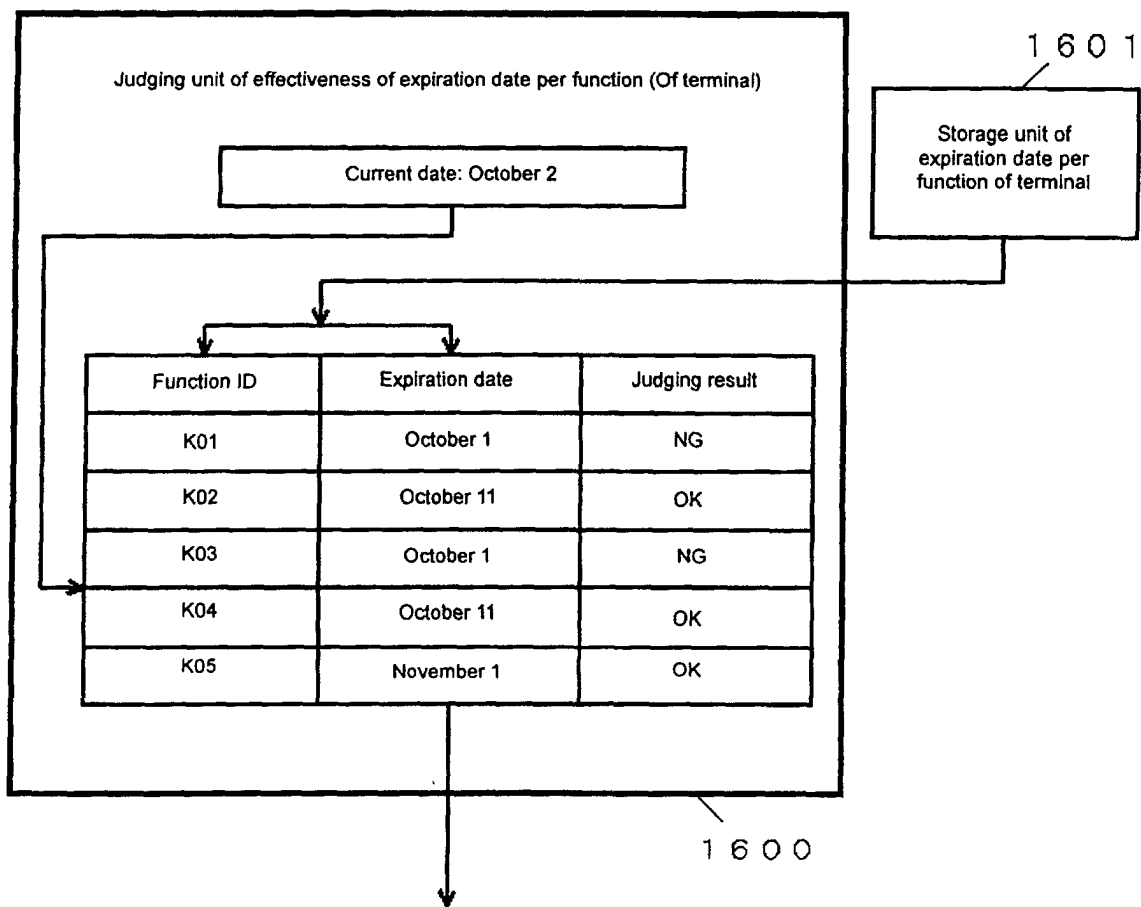 1601
Judging unit of effectiveness of expiration date per function (Of terminal)
Storage unit of
expiration date per
function of terminal
Current date: October 2
Function ID Expiration date Judging result
K01 October 1 NG
K02 October 11 OK
K03 October 1 NG
K04 October 11 OK
K05 November 1 OK
1600